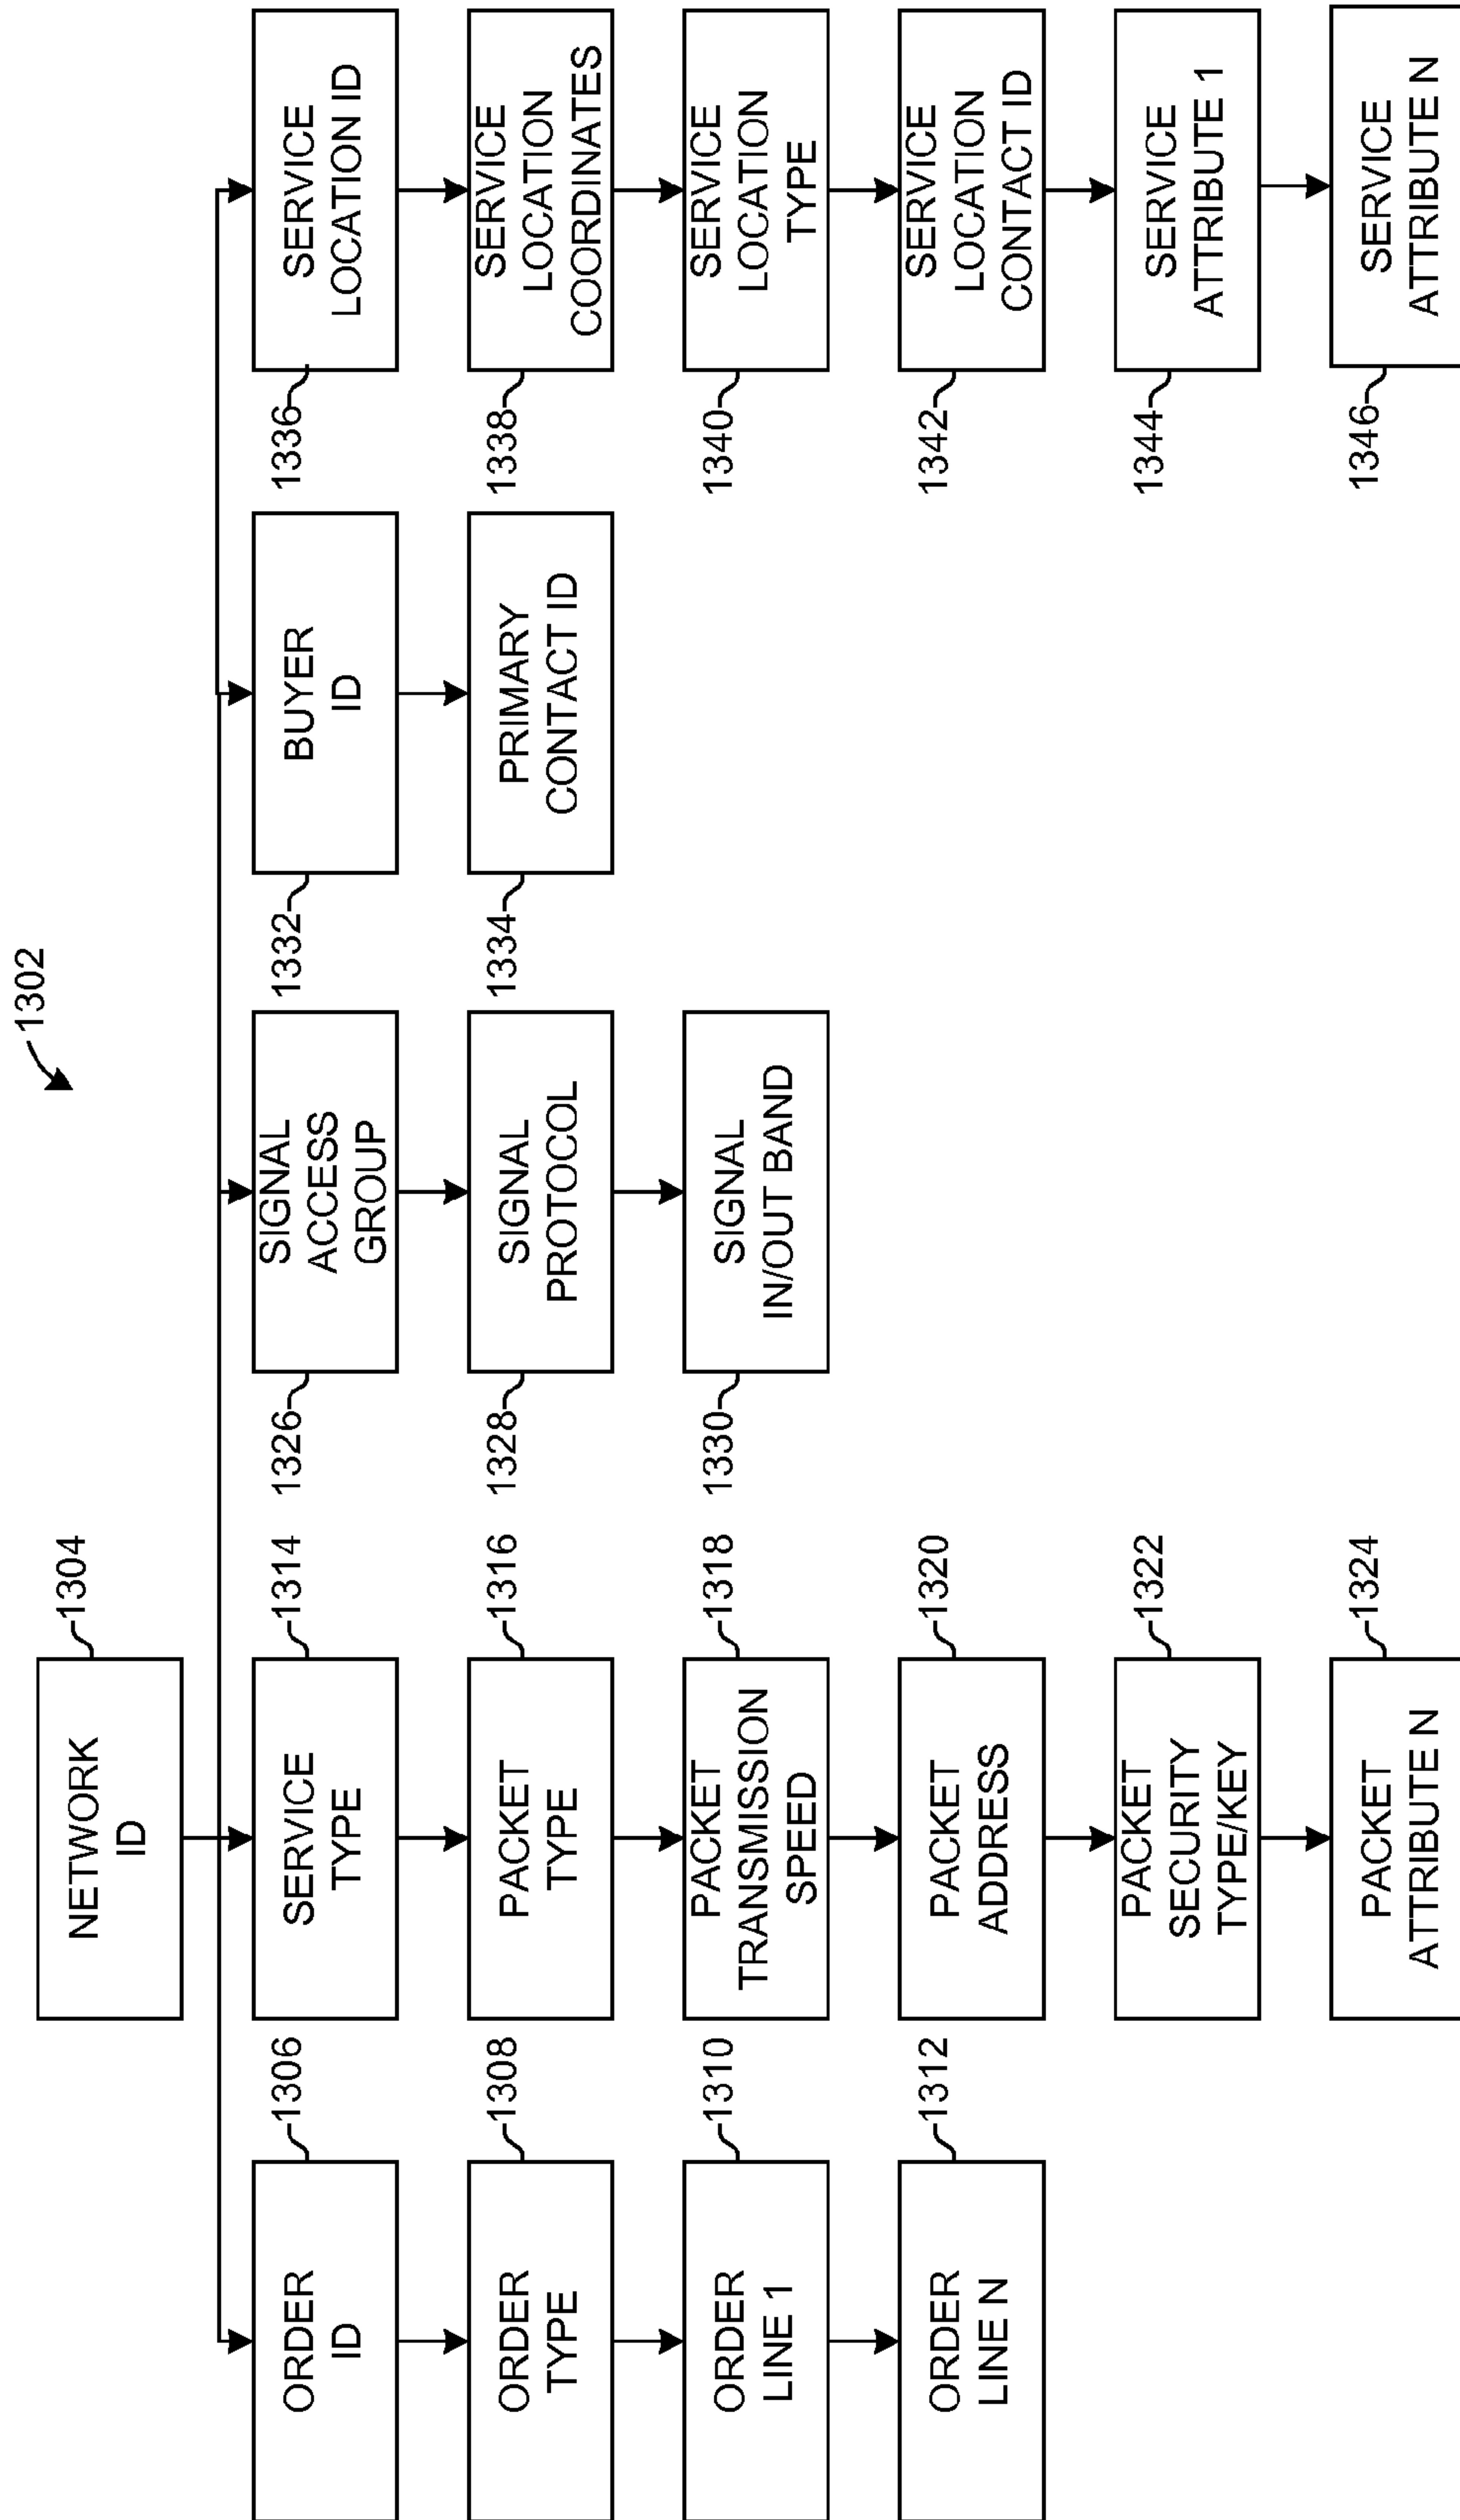 1302
NETWORK
ID
1304
ORDER
ID
1306
ORDER
TYPE
1308
ORDER
LINE 1
1310
ORDER
LINE N
1312
SERVICE
TYPE
1314
PACKET
TYPE
1316
PACKET
TRANSMISSION
SPEED
1318
PACKET
ADDRESS
1320
PACKET
SECURITY
TYPE/KEY
1322
PACKET
ATTRIBUTE N
1324
SIGNAL
ACCESS
GROUP
1326
SIGNAL
PROTOCOL
1328
SIGNAL
IN/OUT BAND
1330
BUYER
ID
1332
PRIMARY
CONTACT ID
1334
SERVICE
LOCATION ID
1336
SERVICE
LOCATION
COORDINATES
1338
SERVICE
LOCATION
TYPE
1340
SERVICE
LOCATION
CONTACT ID
1342
SERVICE
ATTRIBUTE 1
1344
SERVICE
ATTRIBUTE N
1346